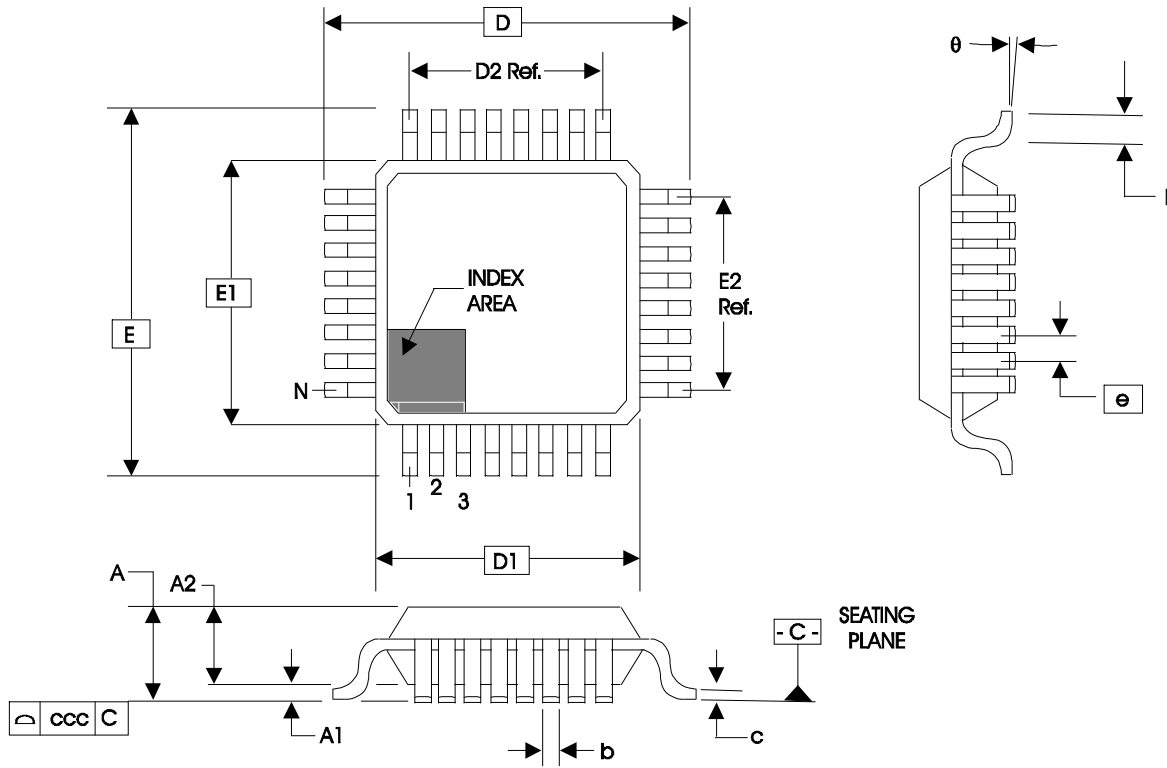 D
D2 Ref.
θ
INDEX
AREA
E1
E
E2
Ref.
N
e
1
2
3
D1
A
A2
- C -
SEATING
PLANE
ccc C
A1
b
c